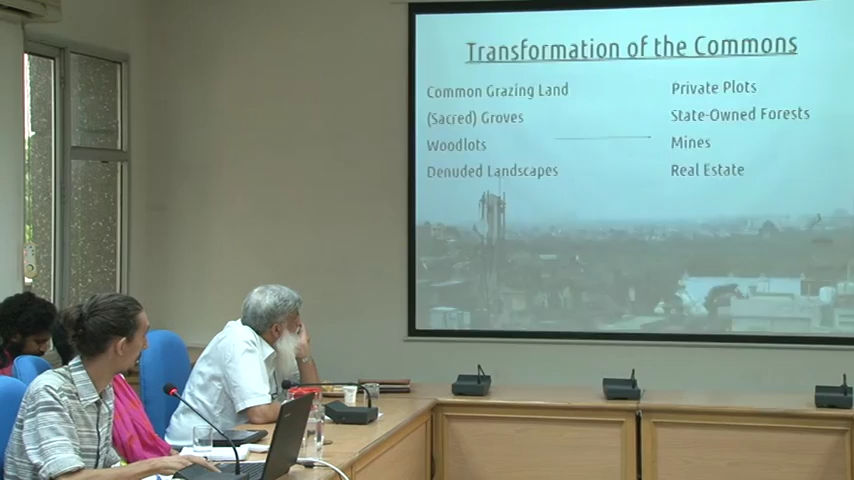 Transformation of the Commons
Common Grazing Land
(Sacred) Groves
Woodlots
Denuded Landscapes
Private Plots
State-Owned Forests
Mines
Real Estate